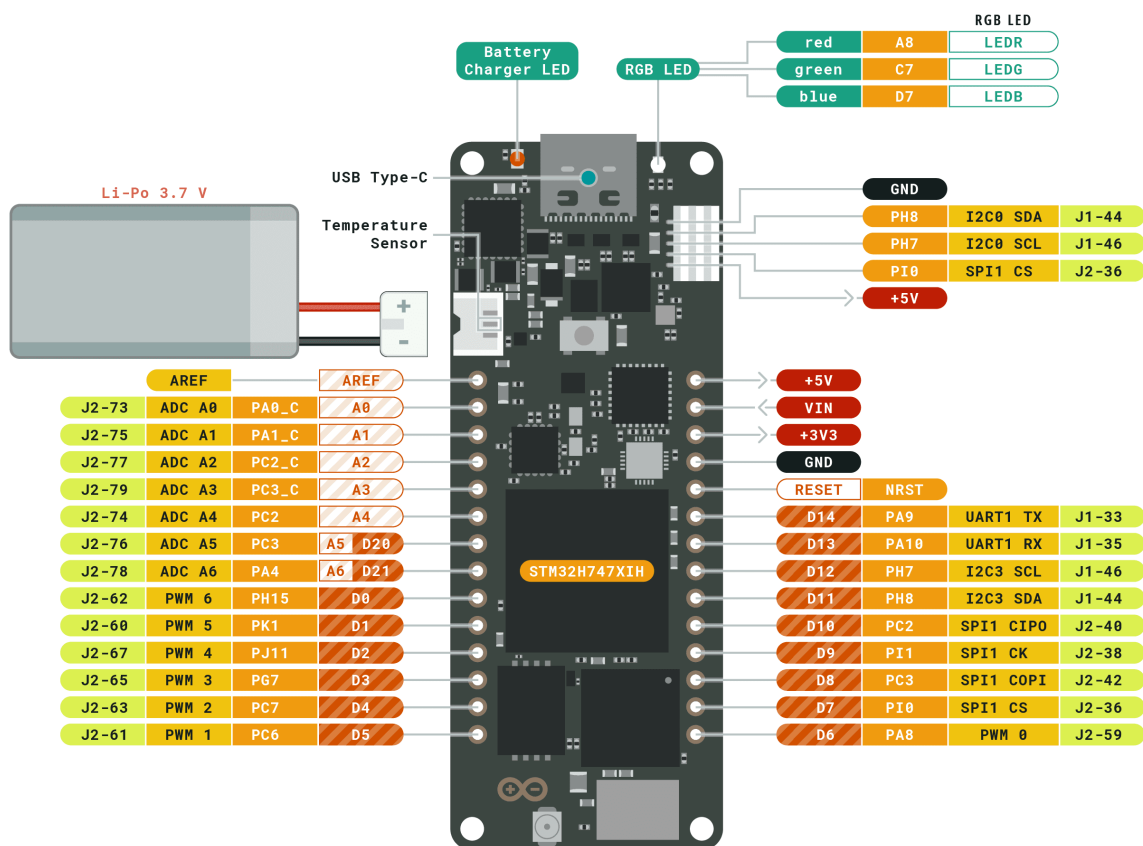 RGB LED
Battery
Charger LED
RGB LED
red A8 LEDR
green C7 LEDG
blue D7 LEDB
USB Type-C
Li-Po 3.7 V
Temperature
Sensor
+
-
GND
PH8 I2C0 SDA J1-44
PH7 I2C0 SCL J1-46
PI0 SPI1 CS J2-36
+5V
AREF AREF
J2-73 ADC A0 PA0_C A0
J2-75 ADC A1 PA1_C A1
J2-77 ADC A2 PC2_C A2
J2-79 ADC A3 PC3_C A3
J2-74 ADC A4 PC2 A4
J2-76 ADC A5 PC3 A5 D20
J2-78 ADC A6 PA4 A6 D21
J2-62 PWM 6 PH15 D0
J2-60 PWM 5 PK1 D1
J2-67 PWM 4 PJ11 D2
J2-65 PWM 3 PG7 D3
J2-63 PWM 2 PC7 D4
J2-61 PWM 1 PC6 D5
STM32H747XIH
+5V
VIN
+3V3
GND
RESET NRST
D14 PA9 UART1 TX J1-33
D13 PA10 UART1 RX J1-35
D12 PH7 I2C3 SCL J1-46
D11 PH8 I2C3 SDA J1-44
D10 PC2 SPI1 CIPO J2-40
D9 PI1 SPI1 CK J2-38
D8 PC3 SPI1 COPI J2-42
D7 PI0 SPI1 CS J2-36
D6 PA8 PWM 0 J2-59